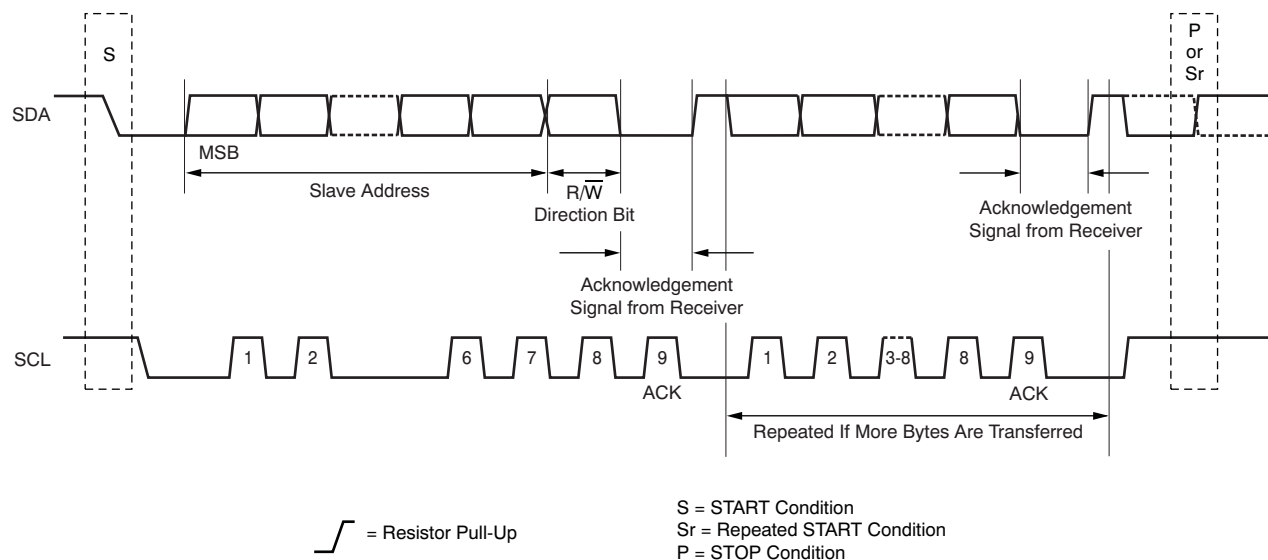 S
P
or
Sr
SDA
MSB
Slave Address
R/W̅
Direction Bit
Acknowledgement
Signal from Receiver
Acknowledgement
Signal from Receiver
SCL
1
2
6
7
8
9
1
2
3-8
8
9
ACK
ACK
Repeated If More Bytes Are Transferred
= Resistor Pull-Up
S = START Condition
Sr = Repeated START Condition
P = STOP Condition